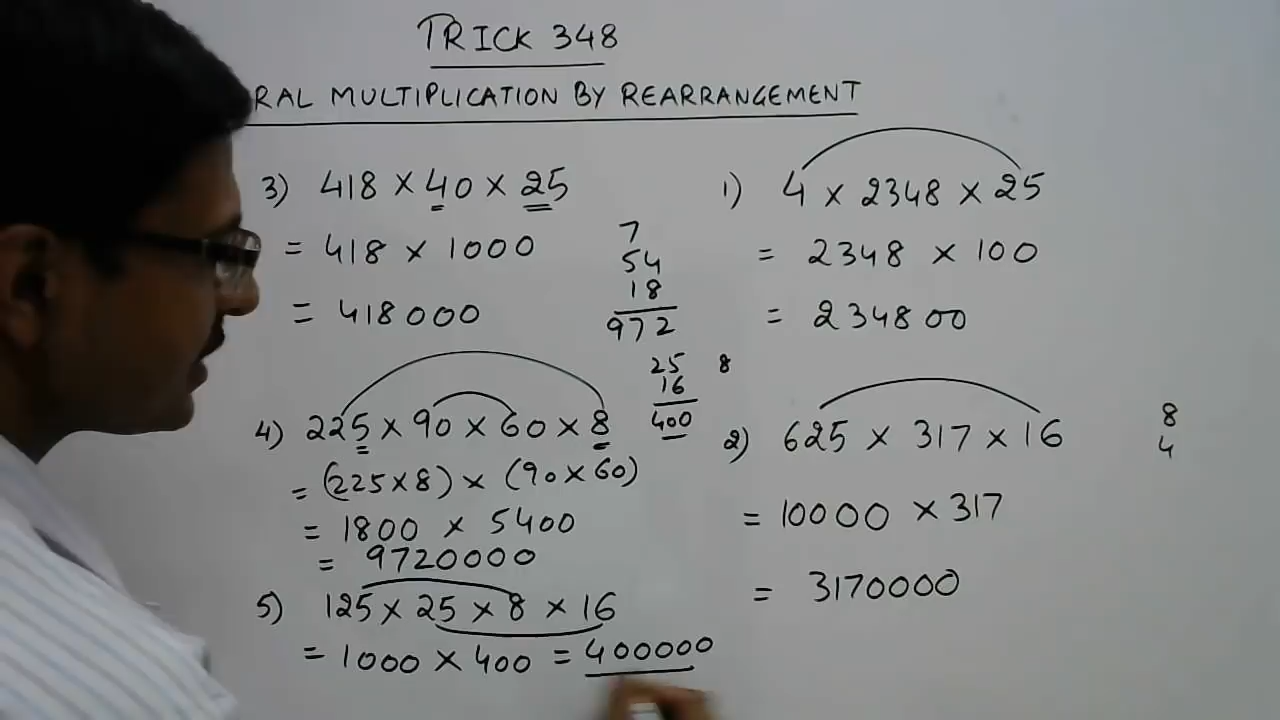 TRICK 348
RAL MULTIPLICATION BY REARRANGEMENT
3) 418 × 40 × 25
= 418 × 1000
= 418000
7
54
18
972
25 8
16
400
4) 225 × 90 × 60 × 8
= (225×8) × (90×60)
= 1800 × 5400
= 9720000
5) 125 × 25 × 8 × 16
= 1000 × 400 = 400000
1) 4 × 2348 × 25
= 2348 × 100
= 234800
2) 625 × 317 × 16
= 10000 × 317
= 3170000
8
4